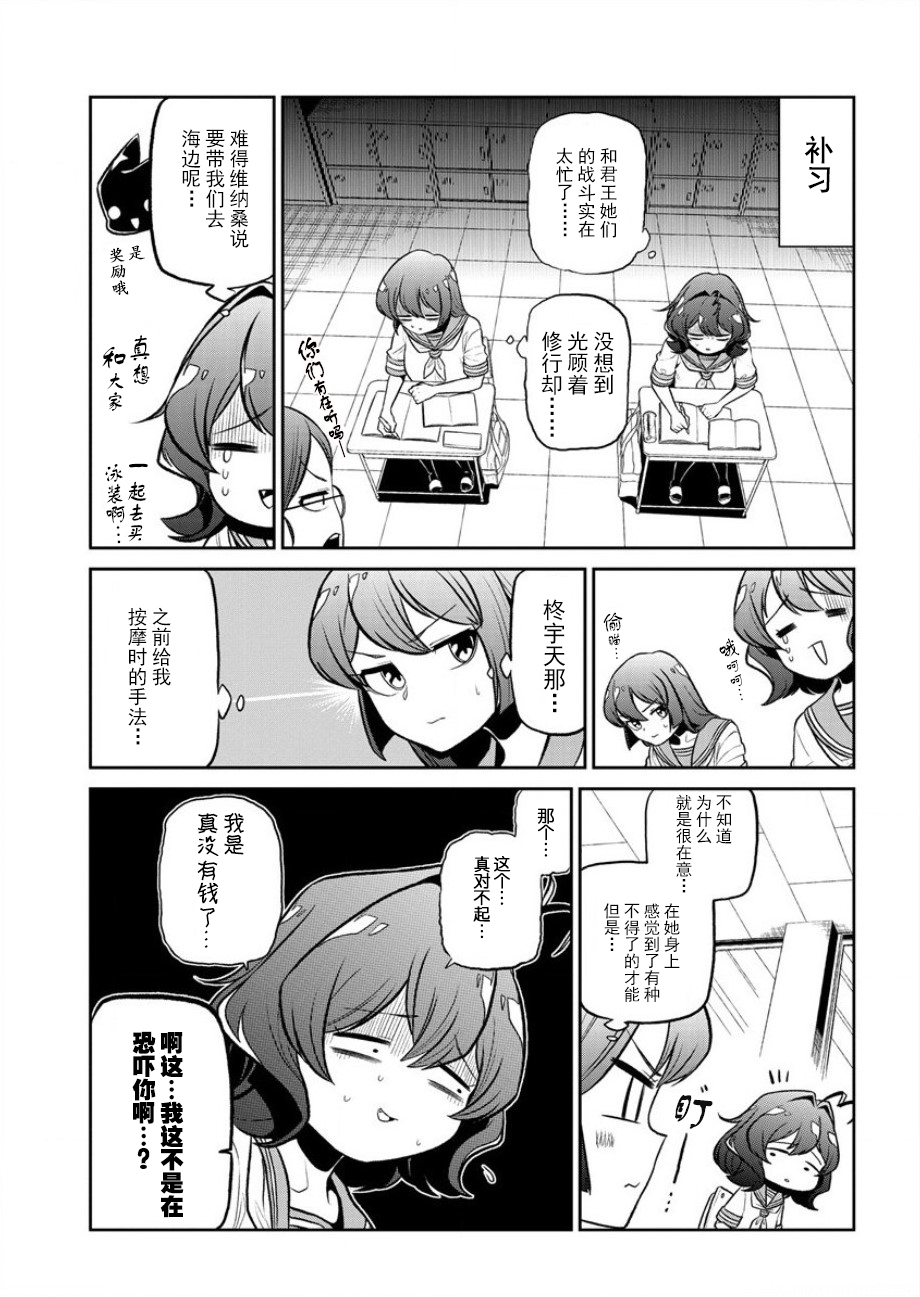 补习
和君王她们
的战斗实在
太忙了……
没想到
光顾着
修行却……
你们有在听吗—
难得维纳桑说
要带我们去
海边呢…
是
奖励哦
真想
和大家
一起去买
泳装啊…
哦呵呵…
偷瞄…
柊宇天那…
之前给我
按摩时的手法…
不知道
为什么
就是很在意…
在她身上
感觉到了有种
不得了的才能
但是…
叮
那个…
这个…
真对不起…
我是
真没有钱了…
啊这…我这不是在
恐吓你啊…?